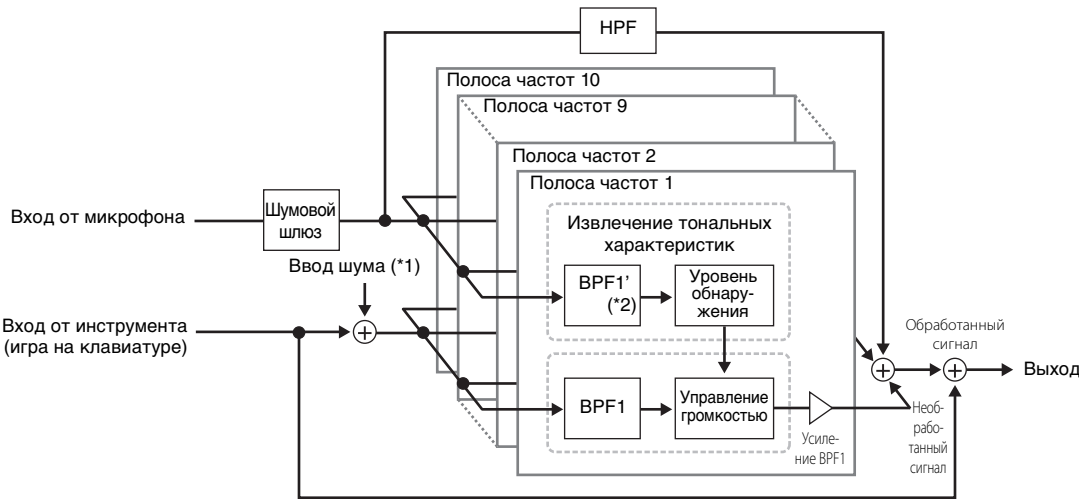 HPF
Полоса частот 10
Полоса частот 9
Полоса частот 2
Полоса частот 1
Вход от микрофона
Шумовой
шлюз
Извлечение тональных
характеристик
Ввод шума (*1)
BPF1’
(*2)
Уровень
обнару-
жения
Вход от инструмента
(игра на клавиатуре)
Обработанный
сигнал
Выход
BPF1
Управление
громкостью
Усиле-
ние BPF1
Необ-
рабо-
танный
сигнал